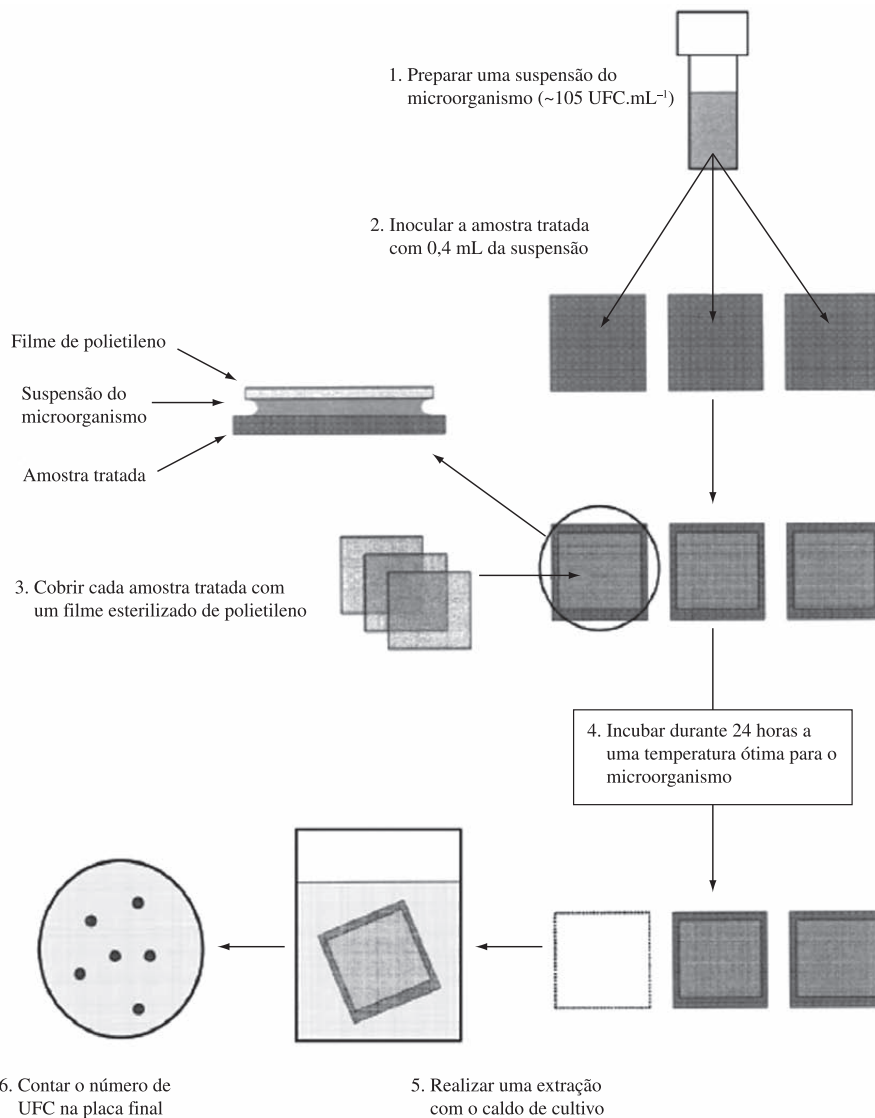 1. Preparar uma suspensão do
microorganismo (~105 UFC.mL⁻¹)
2. Inocular a amostra tratada
com 0,4 mL da suspensão
Filme de polietileno
Suspensão do
microorganismo
Amostra tratada
3. Cobrir cada amostra tratada com
um filme esterilizado de polietileno
4. Incubar durante 24 horas a
uma temperatura ótima para o
microorganismo
6. Contar o número de
UFC na placa final
5. Realizar uma extração
com o caldo de cultivo